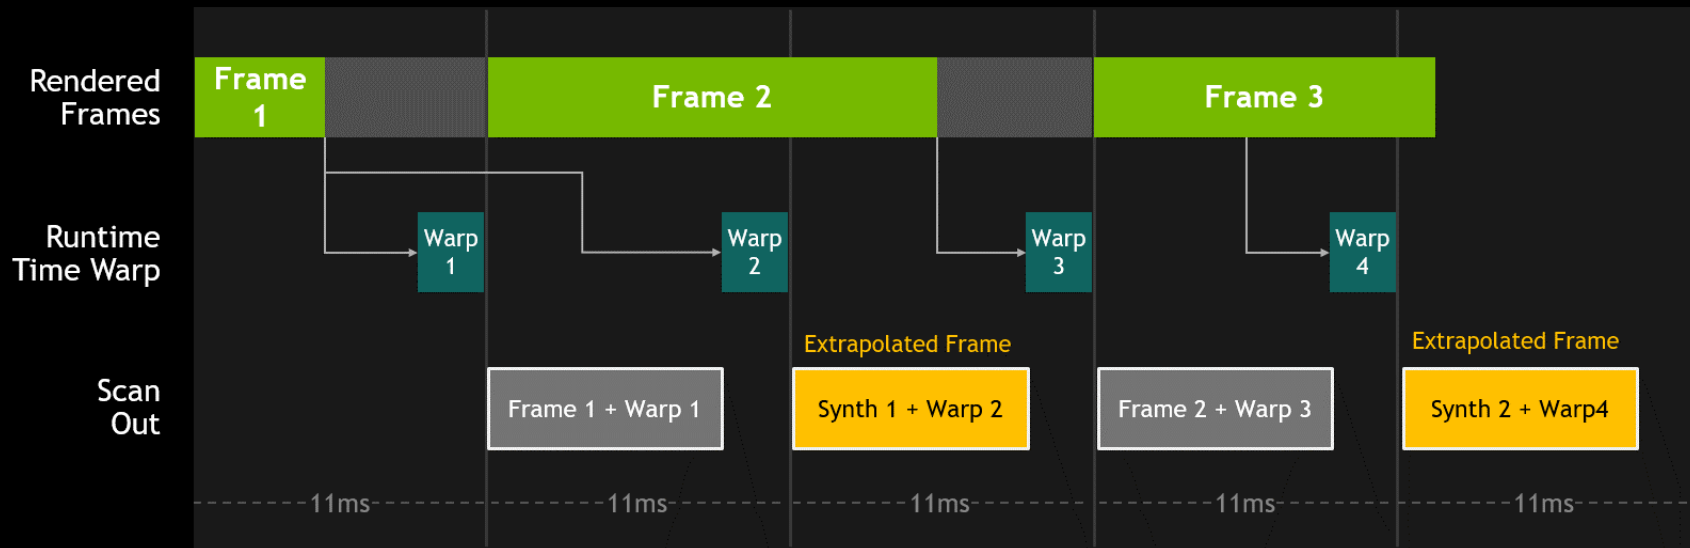 Rendered
Frames
Frame
1
Frame 2
Frame 3
Runtime
Time Warp
Warp
1
Warp
2
Warp
3
Warp
4
Extrapolated Frame
Extrapolated Frame
Scan
Out
Frame 1 + Warp 1
Synth 1 + Warp 2
Frame 2 + Warp 3
Synth 2 + Warp4
11ms
11ms
11ms
11ms
11ms